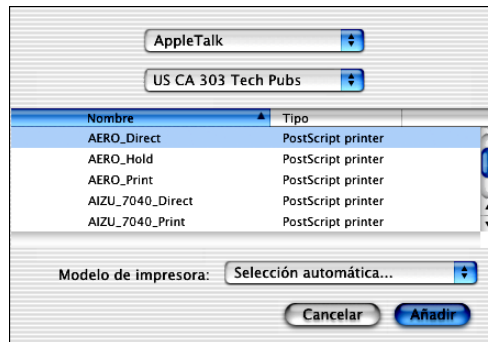 AppleTalk
US CA 303 Tech Pubs
Nombre Tipo
AERO_Direct PostScript printer
AERO_Hold PostScript printer
AERO_Print PostScript printer
AIZU_7040_Direct PostScript printer
AIZU_7040_Print PostScript printer
Modelo de impresora: Selección automática...
Cancelar Añadir